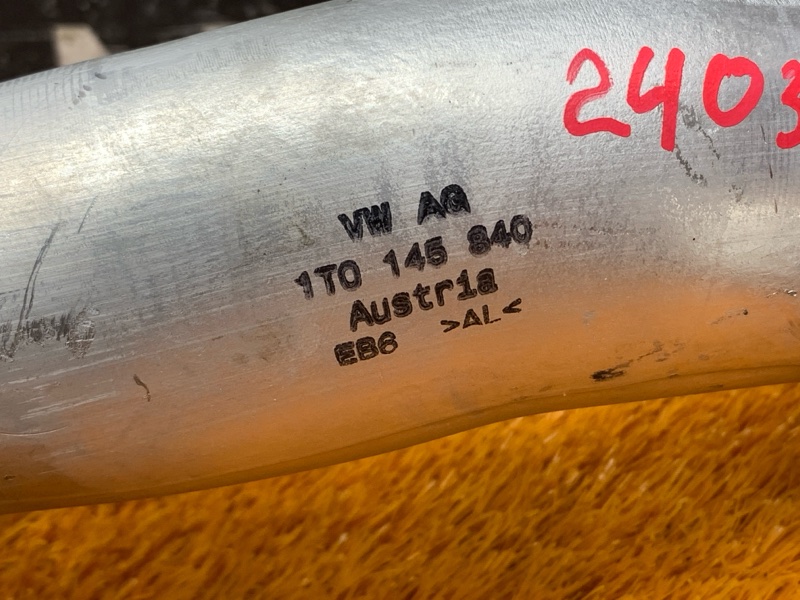 2403
VW AG
1T0 145 840
Austria
EB6 >AL<